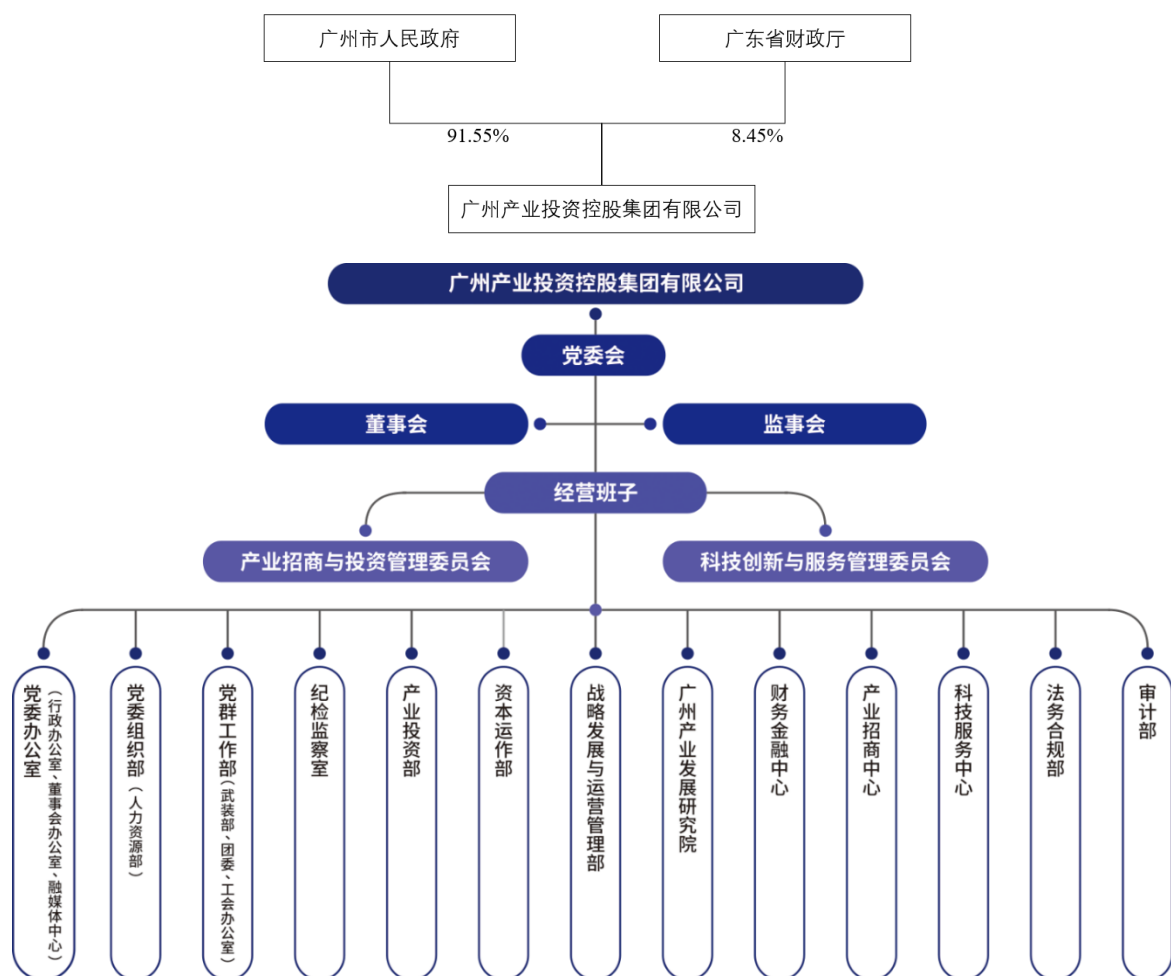 广州市人民政府
广东省财政厅
91.55%
8.45%
广州产业投资控股集团有限公司
广州产业投资控股集团有限公司
党委会
董事会
监事会
经营班子
产业招商与投资管理委员会
科技创新与服务管理委员会
党委办公室
（行政办公室、董事会办公室、融媒体中心）
党委组织部（人力资源部）
党群工作部（武装部、团委、工会办公室）
纪检监察室
产业投资部
资本运作部
战略发展与运营管理部
广州产业发展研究院
财务金融中心
产业招商中心
科技服务中心
法务合规部
审计部